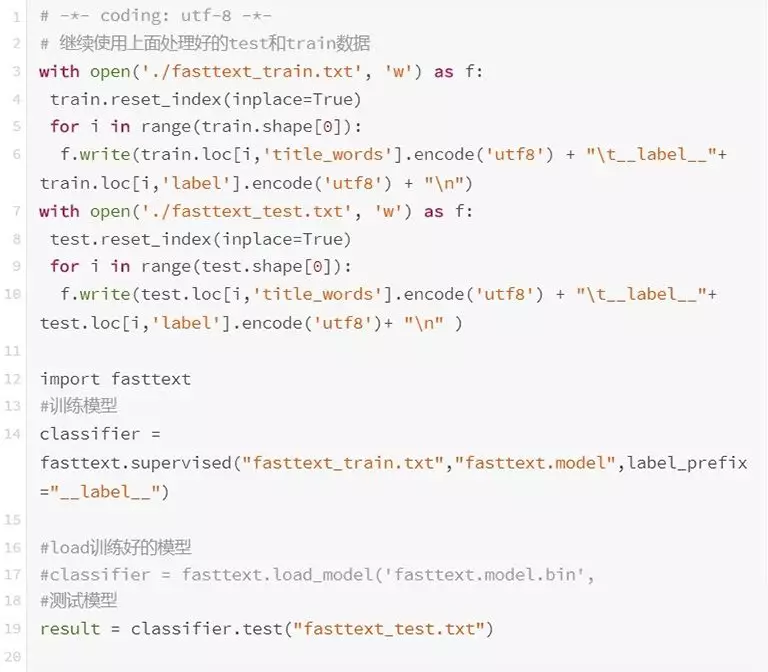 1 # -*- coding: utf-8 -*-
2 # 继续使用上面处理好的test和train数据
3 with open('./fasttext_train.txt', 'w') as f:
4  train.reset_index(inplace=True)
5  for i in range(train.shape[0]):
6   f.write(train.loc[i,'title_words'].encode('utf8') + "\t__label__"+
train.loc[i,'label'].encode('utf8') + "\n")
7 with open('./fasttext_test.txt', 'w') as f:
8  test.reset_index(inplace=True)
9  for i in range(test.shape[0]):
10   f.write(test.loc[i,'title_words'].encode('utf8') + "\t__label__"+
test.loc[i,'label'].encode('utf8')+ "\n" )
11
12 import fasttext
13 #训练模型
14 classifier =
fasttext.supervised("fasttext_train.txt","fasttext.model",label_prefix
="__label__")
15
16 #load训练好的模型
17 #classifier = fasttext.load_model('fasttext.model.bin',
18 #测试模型
19 result = classifier.test("fasttext_test.txt")
20